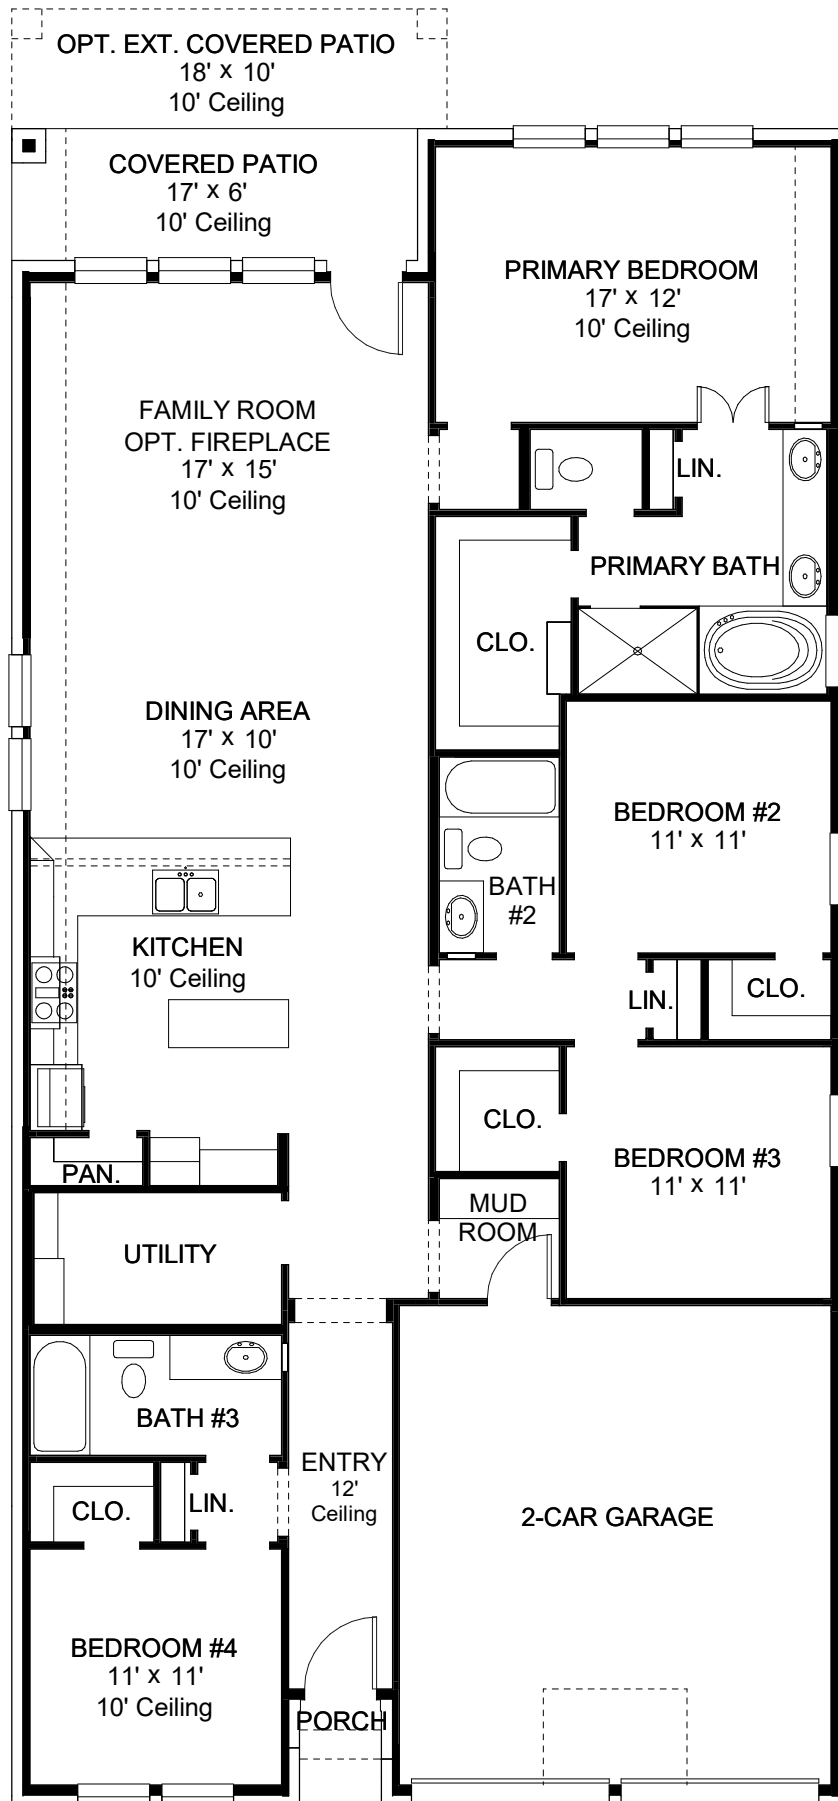 OPT. EXT. COVERED PATIO
18' x 10'
10' Ceiling
COVERED PATIO
17' x 6'
10' Ceiling
PRIMARY BEDROOM
17' x 12'
10' Ceiling
FAMILY ROOM
OPT. FIREPLACE
17' x 15'
10' Ceiling
LIN.
PRIMARY BATH
CLO.
DINING AREA
17' x 10'
10' Ceiling
BEDROOM #2
11' x 11'
BATH
#2
KITCHEN
10' Ceiling
LIN.
CLO.
CLO.
BEDROOM #3
11' x 11'
PAN.
MUD
ROOM
UTILITY
BATH #3
ENTRY
12'
Ceiling
CLO.
LIN.
2-CAR GARAGE
BEDROOM #4
11' x 11'
10' Ceiling
PORCH